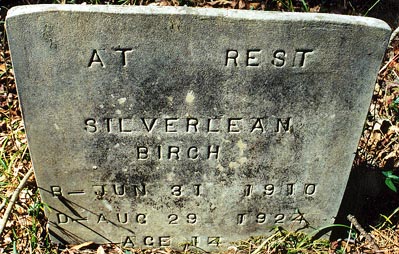 AT REST
SILVERLEAN
BIRCH
B—JUN 31 1910
D—AUG 29 1924
AGE 14